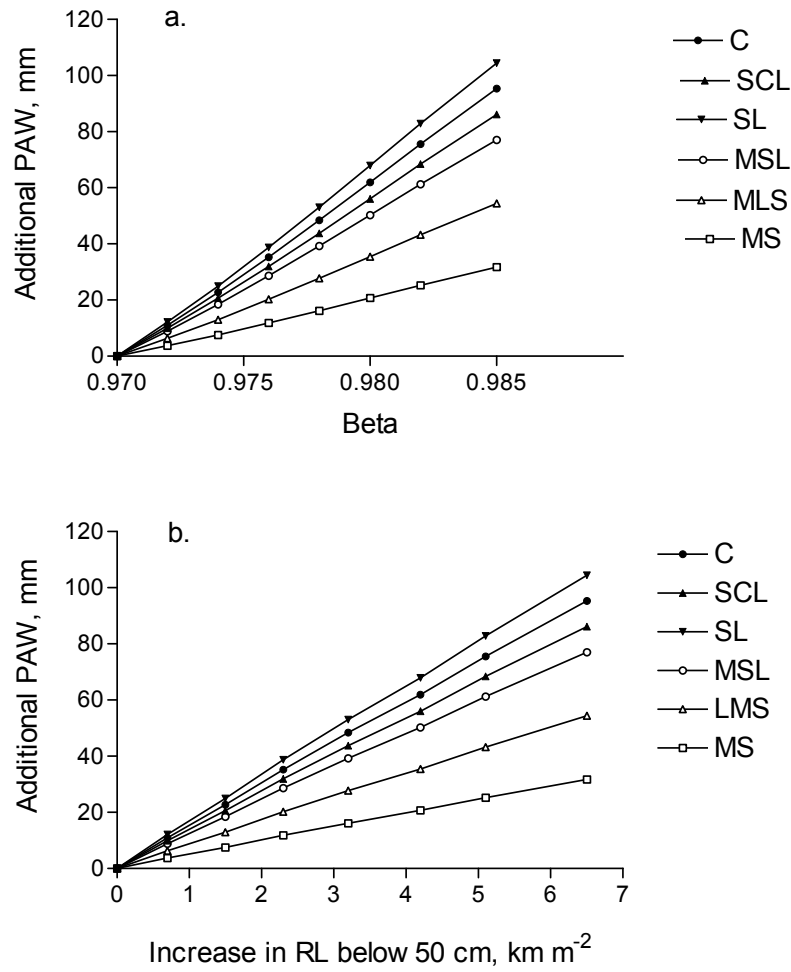 a.
Additional PAW, mm
120
100
80
60
40
20
0
0.970
0.975
0.980
0.985
Beta
C
SCL
SL
MSL
MLS
MS
b.
Additional PAW, mm
120
100
80
60
40
20
0
0
1
2
3
4
5
6
7
Increase in RL below 50 cm, km m⁻²
C
SCL
SL
MSL
LMS
MS